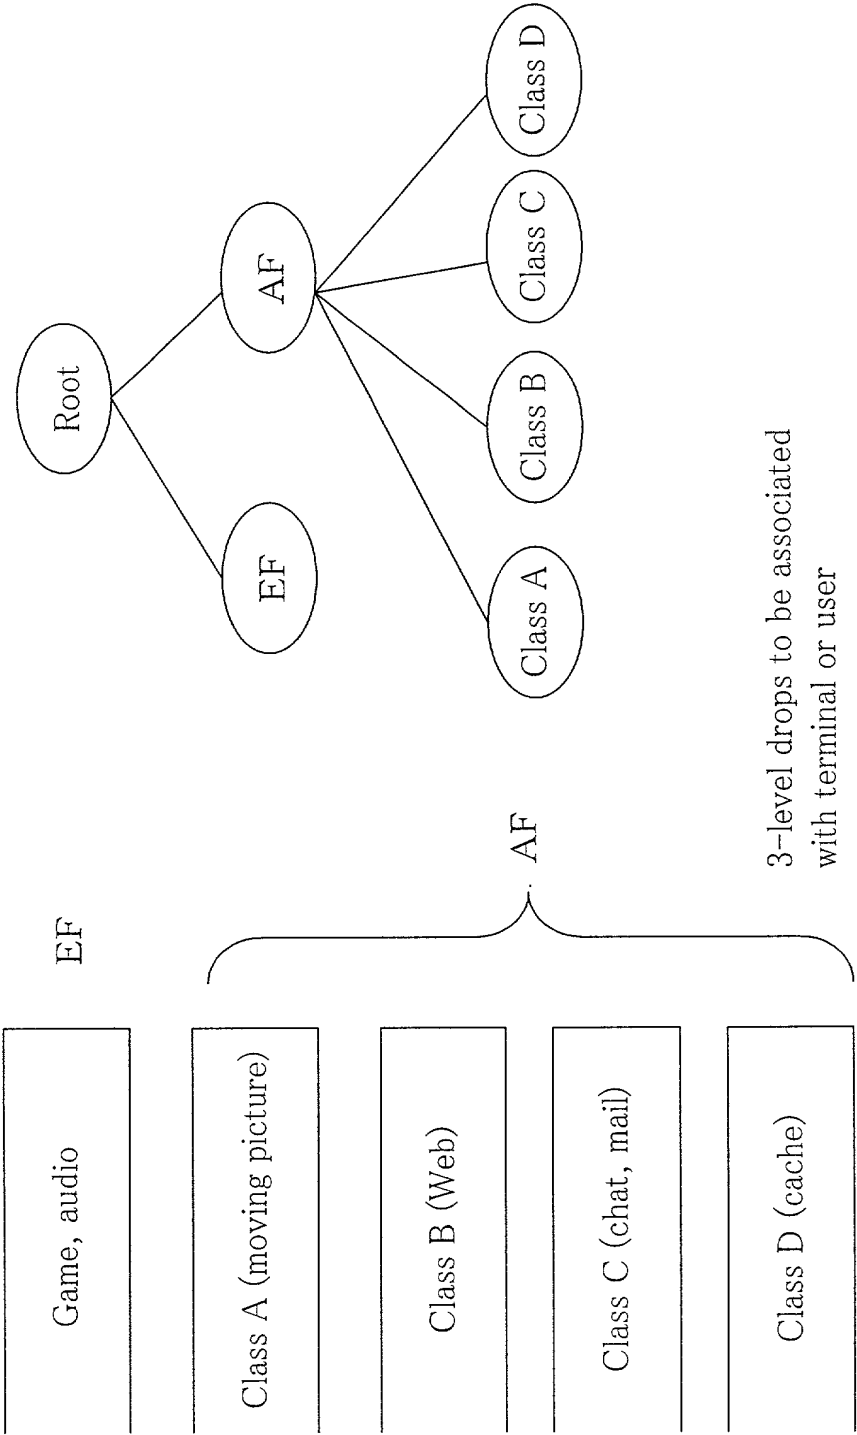 Game, audio
EF
Class A (moving picture)
Class B (Web)
Class C (chat, mail)
Class D (cache)
AF
3-level drops to be associated
with terminal or user
Root
EF
AF
Class A
Class B
Class C
Class D